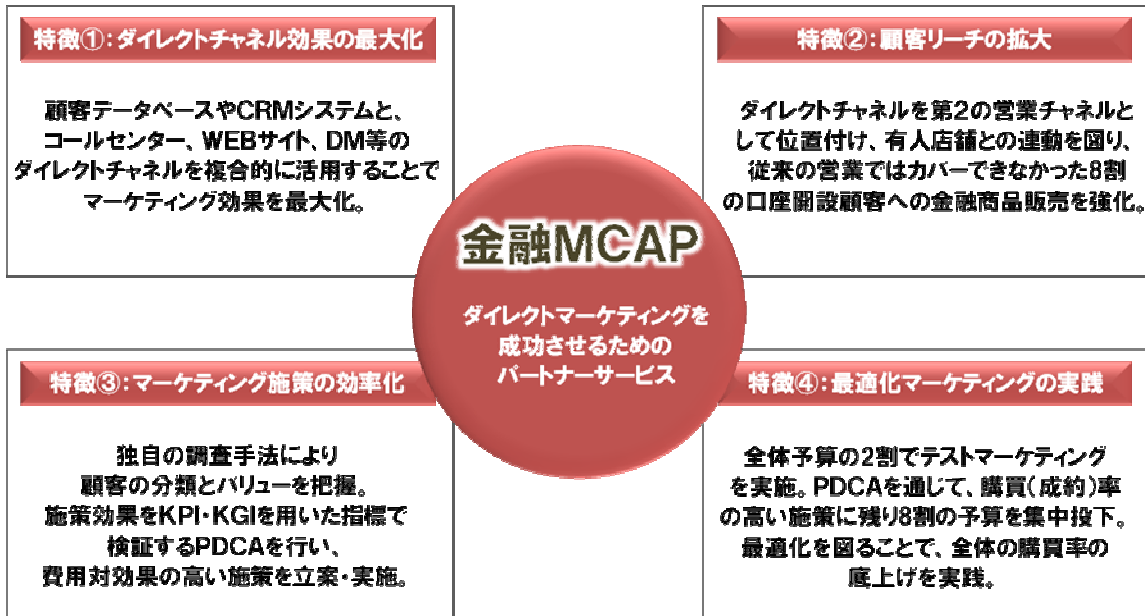 特徴①:ダイレクトチャネル効果の最大化
顧客データベースやCRMシステムと、
コールセンター、WEBサイト、DM等の
ダイレクトチャネルを複合的に活用することで
マーケティング効果を最大化。
特徴②:顧客リーチの拡大
ダイレクトチャネルを第2の営業チャネルと
して位置付け、有人店舗との連動を図り、
従来の営業ではカバーできなかった8割
の口座開設顧客への金融商品販売を強化。
金融MCAP
ダイレクトマーケティングを
成功させるための
パートナーサービス
特徴③:マーケティング施策の効率化
独自の調査手法により
顧客の分類とバリューを把握。
施策効果をKPI・KGIを用いた指標で
検証するPDCAを行い、
費用対効果の高い施策を立案・実施。
特徴④:最適化マーケティングの実践
全体予算の2割でテストマーケティング
を実施。PDCAを通じて、購買(成約)率
の高い施策に残り8割の予算を集中投下。
最適化を図ることで、全体の購買率の
底上げを実践。